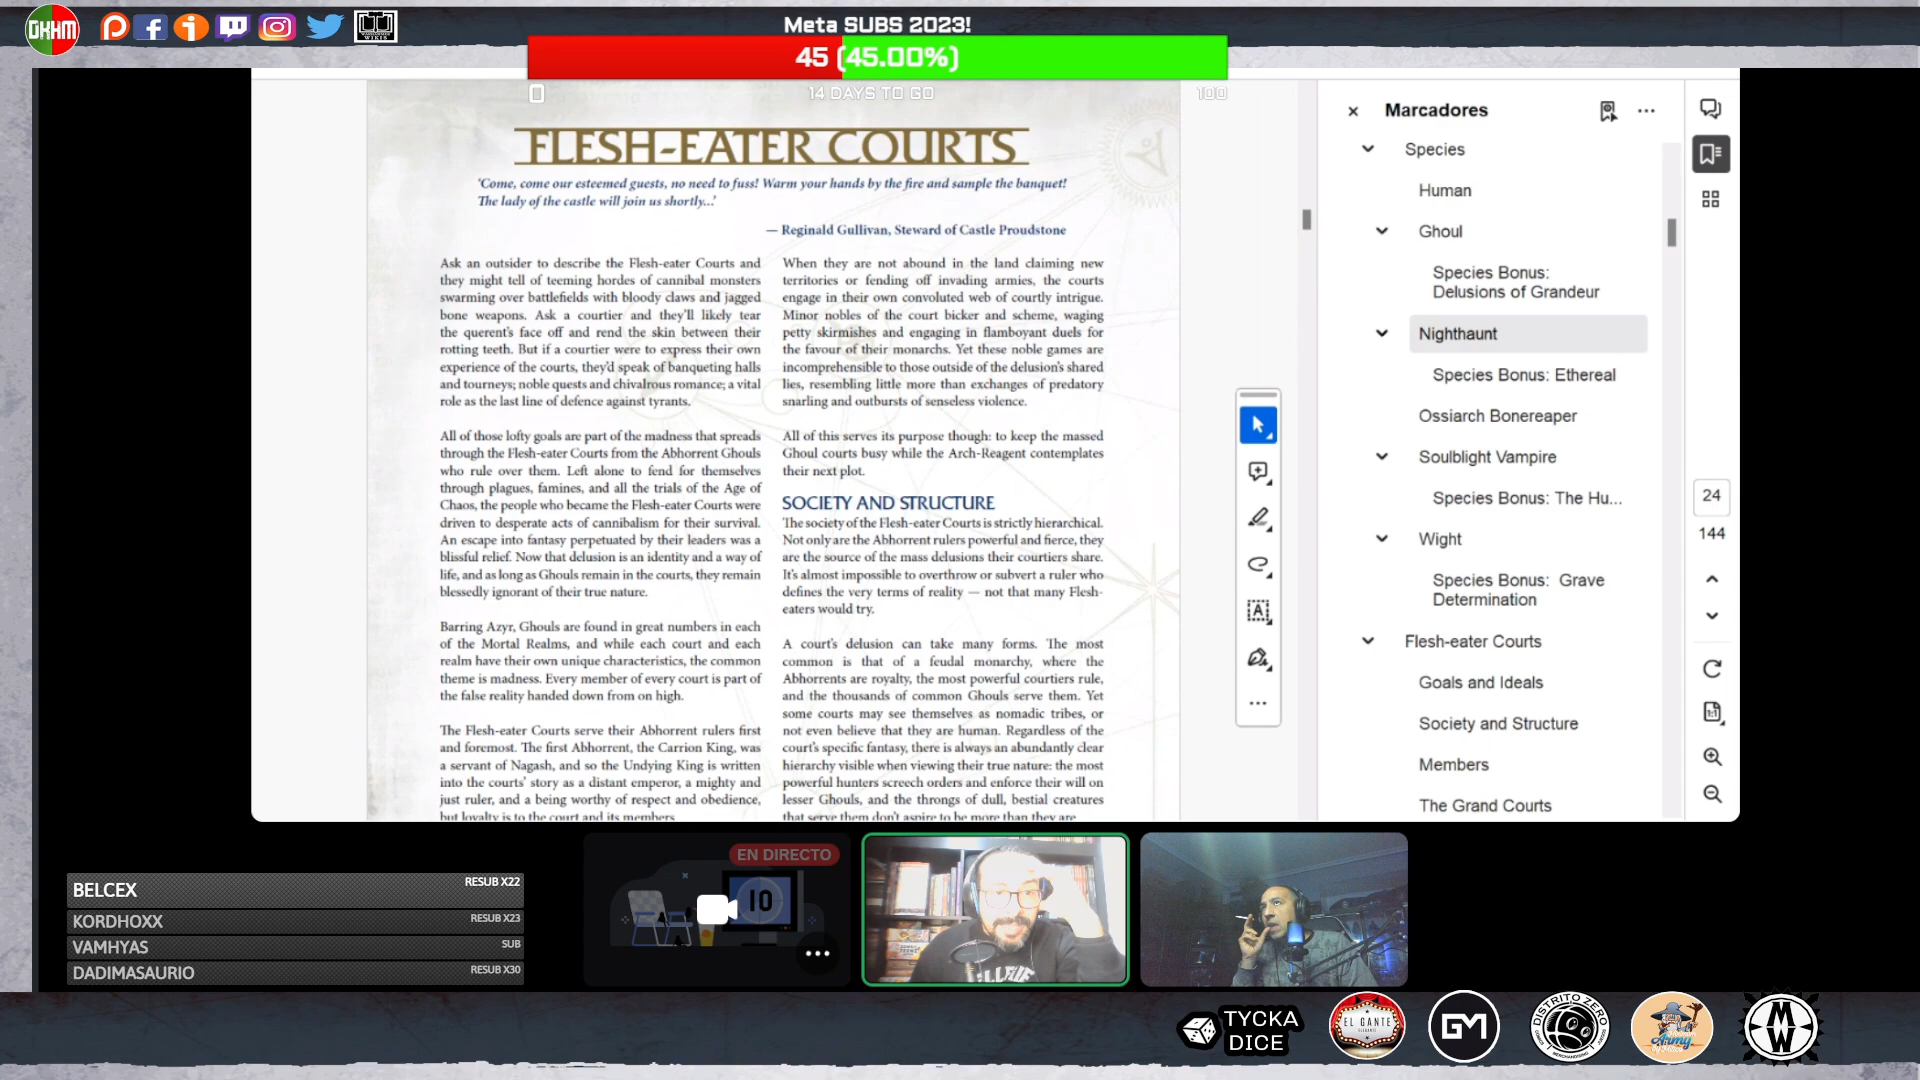 DKHM
Meta SUBS 2023!
45 (45.00%)
0
14 DAYS TO GO
100
FLESH-EATER COURTS
'Come, come our esteemed guests, no need to fuss! Warm your hands by the fire and sample the banquet!
The lady of the castle will join us shortly...'
— Reginald Gullivan, Steward of Castle Proudstone
Ask an outsider to describe the Flesh-eater Courts and
they might tell of teeming hordes of cannibal monsters
swarming over battlefields with bloody claws and jagged
bone weapons. Ask a courtier and they'll likely tear
the querent's face off and rend the skin between their
rotting teeth. But if a courtier were to express their own
experience of the courts, they'd speak of banqueting halls
and tourneys; noble quests and chivalrous romance; a vital
role as the last line of defence against tyrants.
All of those lofty goals are part of the madness that spreads
through the Flesh-eater Courts from the Abhorrent Ghouls
who rule over them. Left alone to fend for themselves
through plagues, famines, and all the trials of the Age of
Chaos, the people who became the Flesh-eater Courts were
driven to desperate acts of cannibalism for their survival.
An escape into fantasy perpetuated by their leaders was a
blissful relief. Now that delusion is an identity and a way of
life, and as long as Ghouls remain in the courts, they remain
blessedly ignorant of their true nature.
Barring Azyr, Ghouls are found in great numbers in each
of the Mortal Realms, and while each court and each
realm have their own unique characteristics, the common
theme is madness. Every member of every court is part of
the false reality handed down from on high.
The Flesh-eater Courts serve their Abhorrent rulers first
and foremost. The first Abhorrent, the Carrion King, was
a servant of Nagash, and so the Undying King is written
into the courts' story as a distant emperor, a mighty and
just ruler, and a being worthy of respect and obedience,
but loyalty is to the court and its members
When they are not abound in the land claiming new
territories or fending off invading armies, the courts
engage in their own convoluted web of courtly intrigue.
Minor nobles of the court bicker and scheme, waging
petty skirmishes and engaging in flamboyant duels for
the favour of their monarchs. Yet these noble games are
incomprehensible to those outside of the delusion's shared
lies, resembling little more than exchanges of predatory
snarling and outbursts of senseless violence.
All of this serves its purpose though: to keep the massed
Ghoul courts busy while the Arch-Reagent contemplates
their next plot.
SOCIETY AND STRUCTURE
The society of the Flesh-eater Courts is strictly hierarchical.
Not only are the Abhorrent rulers powerful and fierce, they
are the source of the mass delusions their courtiers share.
It's almost impossible to overthrow or subvert a ruler who
defines the very terms of reality — not that many Flesh-
eaters would try.
A court's delusion can take many forms. The most
common is that of a feudal monarchy, where the
Abhorrents are royalty, the most powerful courtiers rule,
and the thousands of common Ghouls serve them. Yet
some courts may see themselves as nomadic tribes, or
not even believe that they are human. Regardless of the
court's specific fantasy, there is always an abundantly clear
hierarchy visible when viewing their true nature: the most
powerful hunters screech orders and enforce their will on
lesser Ghouls, and the throngs of dull, bestial creatures
that serve them don't aspire to be more than they are
Marcadores
Species
Human
Ghoul
Species Bonus:
Delusions of Grandeur
Nighthaunt
Species Bonus: Ethereal
Ossiarch Bonereaper
Soulblight Vampire
Species Bonus: The Hu...
Wight
Species Bonus: Grave
Determination
Flesh-eater Courts
Goals and Ideals
Society and Structure
Members
The Grand Courts
24
144
EN DIRECTO
10
BELCEX RESUB X22
KORDHOXX RESUB X23
VAMHYAS SUB
DADIMASAURIO RESUB X30
TYCKA
DICE
EL GANTE
GM
DISTRITO ZERO
Army